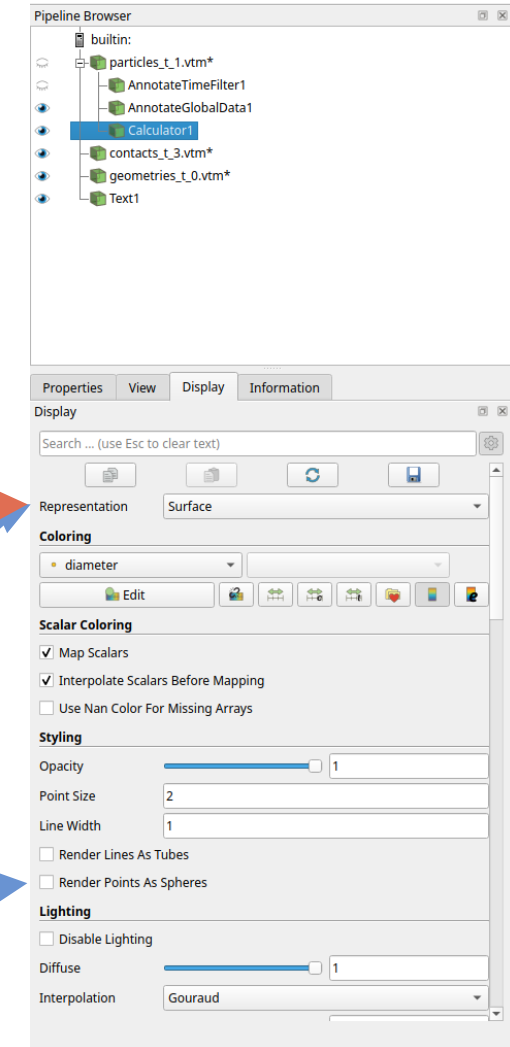 Pipeline Browser
builtin:
particles_t_1.vtm*
AnnotateTimeFilter1
AnnotateGlobalData1
Calculator1
contacts_t_3.vtm*
geometries_t_0.vtm*
Text1
Properties View Display Information
Display
Search ... (use Esc to clear text)
Representation Surface
Coloring
diameter
Edit
Scalar Coloring
Map Scalars
Interpolate Scalars Before Mapping
Use Nan Color For Missing Arrays
Styling
Opacity 1
Point Size 2
Line Width 1
Render Lines As Tubes
Render Points As Spheres
Lighting
Disable Lighting
Diffuse 1
Interpolation Gouraud